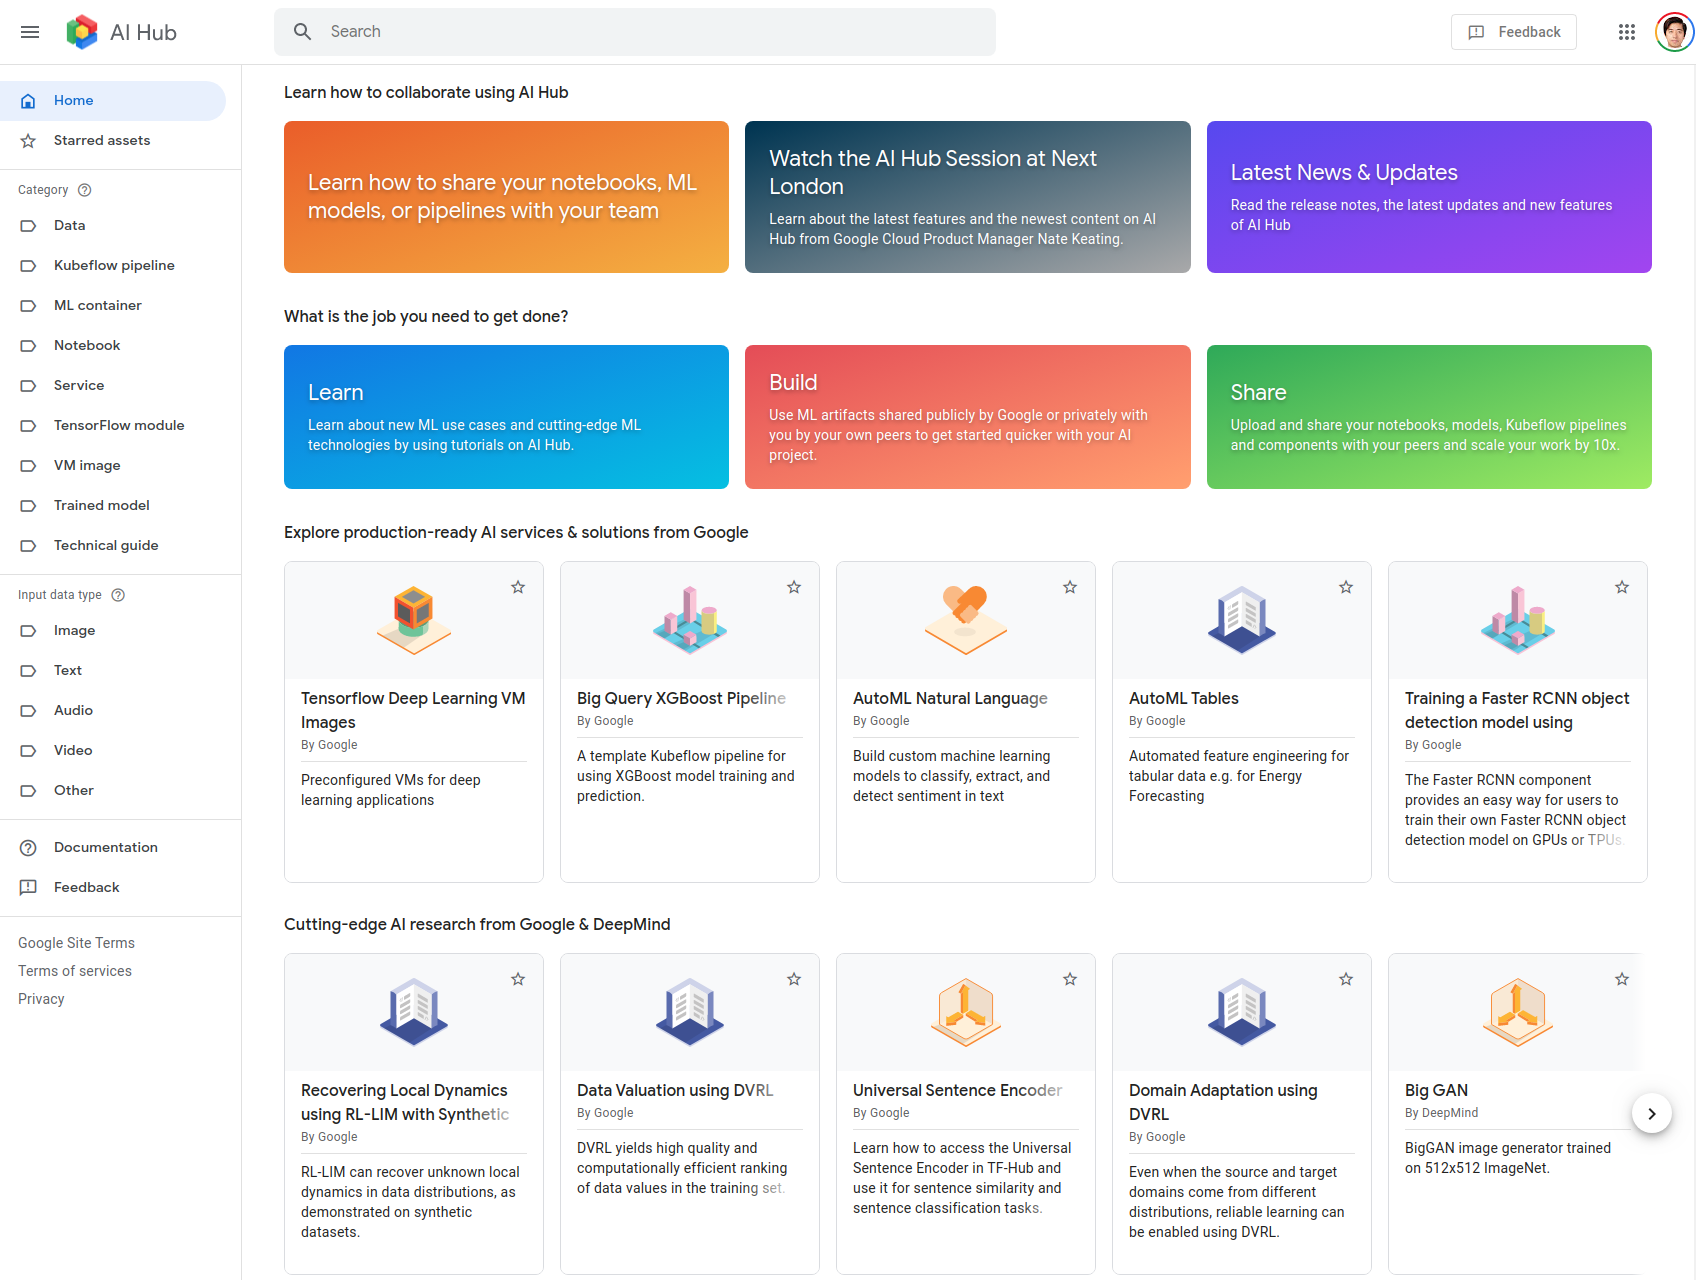 AI Hub
Search
Feedback
Home
Starred assets
Category
Data
Kubeflow pipeline
ML container
Notebook
Service
TensorFlow module
VM image
Trained model
Technical guide
Input data type
Image
Text
Audio
Video
Other
Documentation
Feedback
Google Site Terms
Terms of services
Privacy
Learn how to collaborate using AI Hub
Learn how to share your notebooks, ML
models, or pipelines with your team
Watch the AI Hub Session at Next
London
Learn about the latest features and the newest content on AI
Hub from Google Cloud Product Manager Nate Keating.
Latest News & Updates
Read the release notes, the latest updates and new features
of AI Hub
What is the job you need to get done?
Learn
Learn about new ML use cases and cutting-edge ML
technologies by using tutorials on AI Hub.
Build
Use ML artifacts shared publicly by Google or privately with
you by your own peers to get started quicker with your AI
project.
Share
Upload and share your notebooks, models, Kubeflow pipelines
and components with your peers and scale your work by 10x.
Explore production-ready AI services & solutions from Google
Tensorflow Deep Learning VM
Images
By Google
Preconfigured VMs for deep
learning applications
Big Query XGBoost Pipeline
By Google
A template Kubeflow pipeline for
using XGBoost model training and
prediction.
AutoML Natural Language
By Google
Build custom machine learning
models to classify, extract, and
detect sentiment in text
AutoML Tables
By Google
Automated feature engineering for
tabular data e.g. for Energy
Forecasting
Training a Faster RCNN object
detection model using
By Google
The Faster RCNN component
provides an easy way for users to
train their own Faster RCNN object
detection model on GPUs or TPUs.
Cutting-edge AI research from Google & DeepMind
Recovering Local Dynamics
using RL-LIM with Synthetic
By Google
RL-LIM can recover unknown local
dynamics in data distributions, as
demonstrated on synthetic
datasets.
Data Valuation using DVRL
By Google
DVRL yields high quality and
computationally efficient ranking
of data values in the training set.
Universal Sentence Encoder
By Google
Learn how to access the Universal
Sentence Encoder in TF-Hub and
use it for sentence similarity and
sentence classification tasks.
Domain Adaptation using
DVRL
By Google
Even when the source and target
domains come from different
distributions, reliable learning can
be enabled using DVRL.
Big GAN
By DeepMind
BigGAN image generator trained
on 512x512 ImageNet.